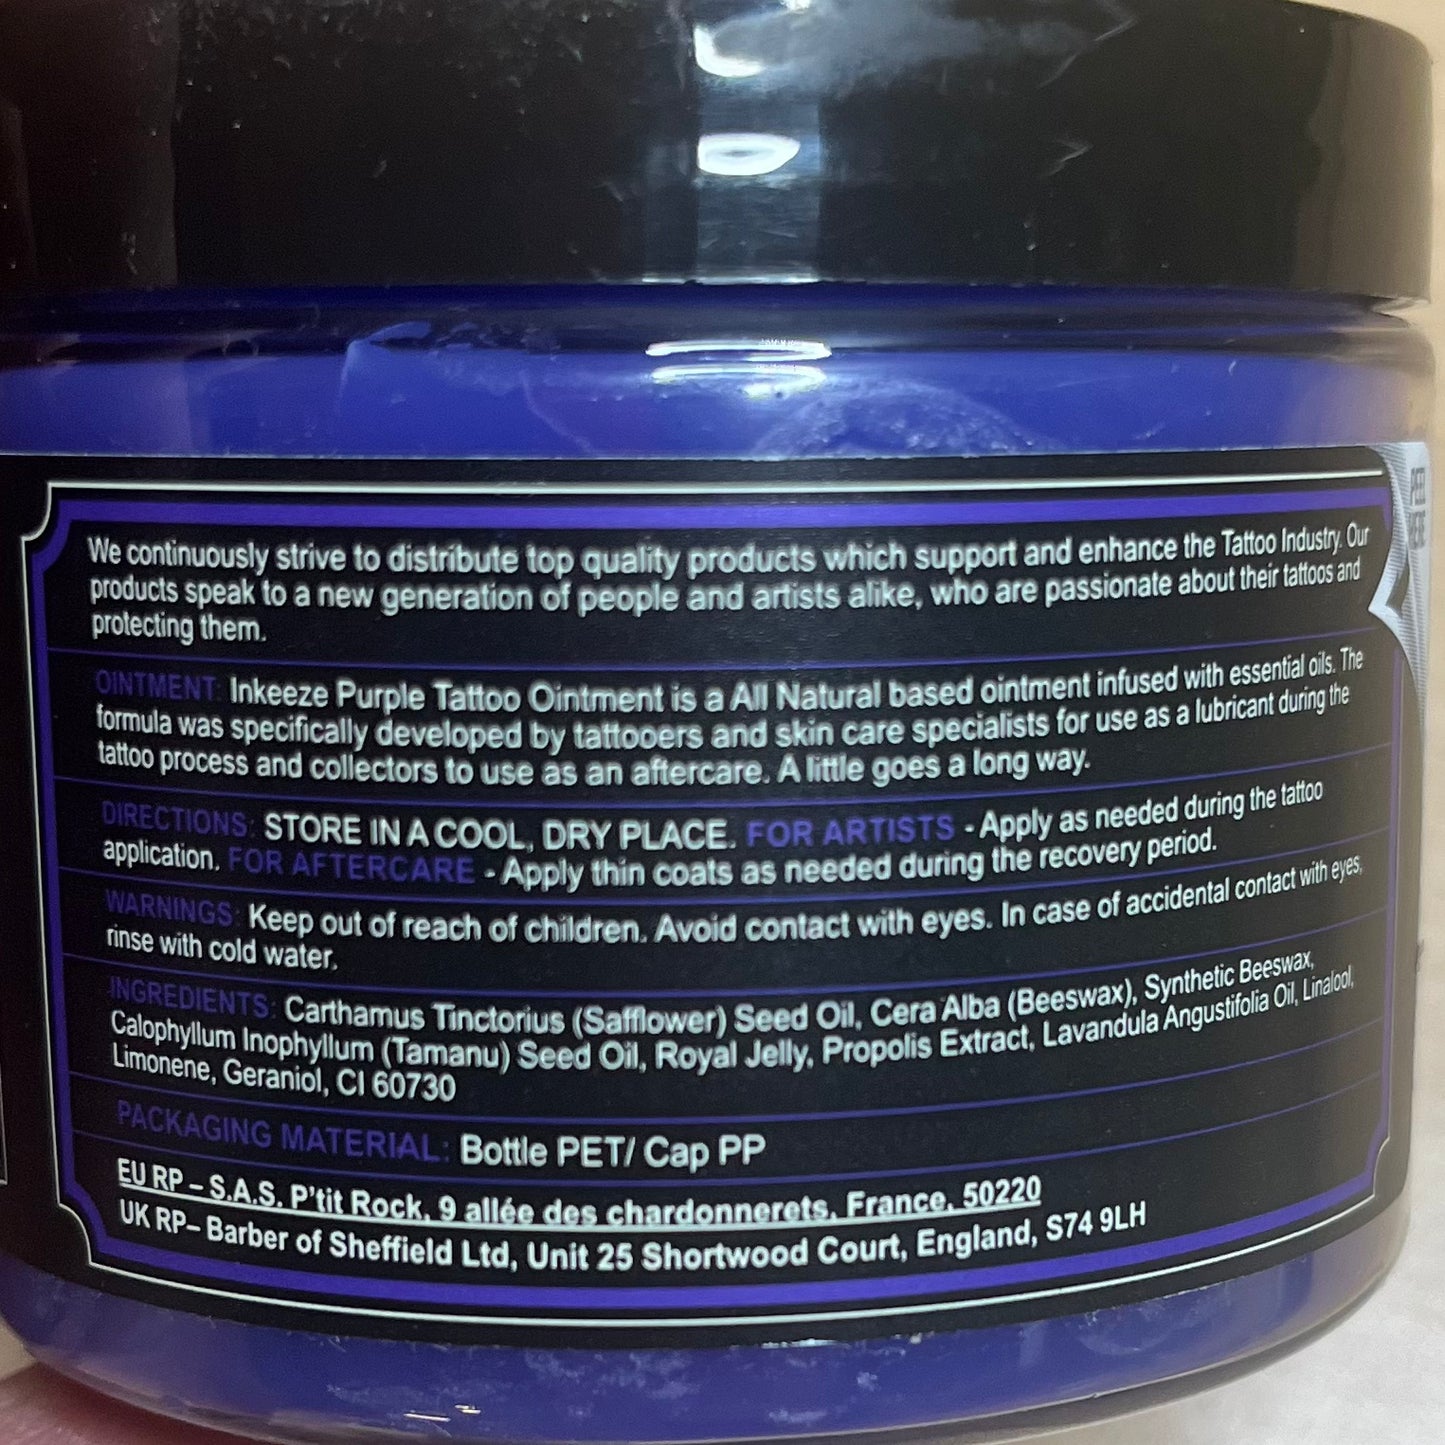 We continuously strive to distribute top quality products which support and enhance the Tattoo Industry. Our
products speak to a new generation of people and artists alike, who are passionate about their tattoos and
protecting them.
OINTMENT: Inkeeze Purple Tattoo Ointment is a All Natural based ointment infused with essential oils. The
formula was specifically developed by tattooers and skin care specialists for use as a lubricant during the
tattoo process and collectors to use as an aftercare. A little goes a long way.
DIRECTIONS: STORE IN A COOL, DRY PLACE. FOR ARTISTS - Apply as needed during the tattoo
application. FOR AFTERCARE - Apply thin coats as needed during the recovery period.
WARNINGS: Keep out of reach of children. Avoid contact with eyes. In case of accidental contact with eyes,
rinse with cold water.
INGREDIENTS: Carthamus Tinctorius (Safflower) Seed Oil, Cera Alba (Beeswax), Synthetic Beeswax,
Calophyllum Inophyllum (Tamanu) Seed Oil, Royal Jelly, Propolis Extract, Lavandula Angustifolia Oil, Linalool,
Limonene, Geraniol, CI 60730
PACKAGING MATERIAL: Bottle PET/ Cap PP
EU RP – S.A.S. P'tit Rock, 9 allée des chardonnerets, France, 50220
UK RP– Barber of Sheffield Ltd, Unit 25 Shortwood Court, England, S74 9LH
PEEL
HERE